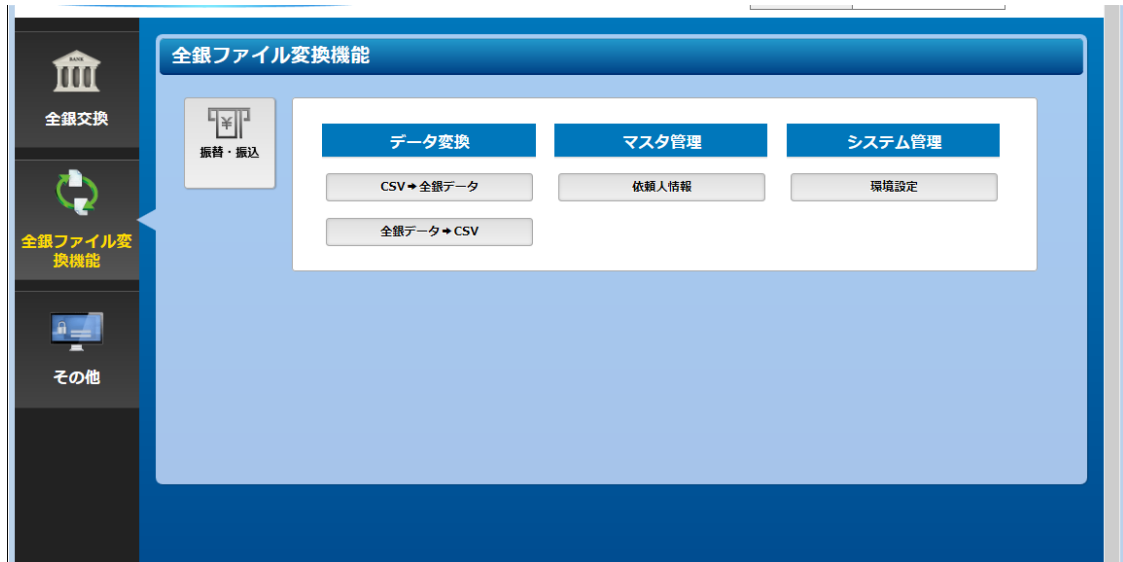 全銀ファイル変換機能
BANK
全銀交換
振替・振込
データ変換
マスタ管理
システム管理
CSV➡全銀データ
依頼人情報
環境設定
全銀データ➡CSV
全銀ファイル変
換機能
その他